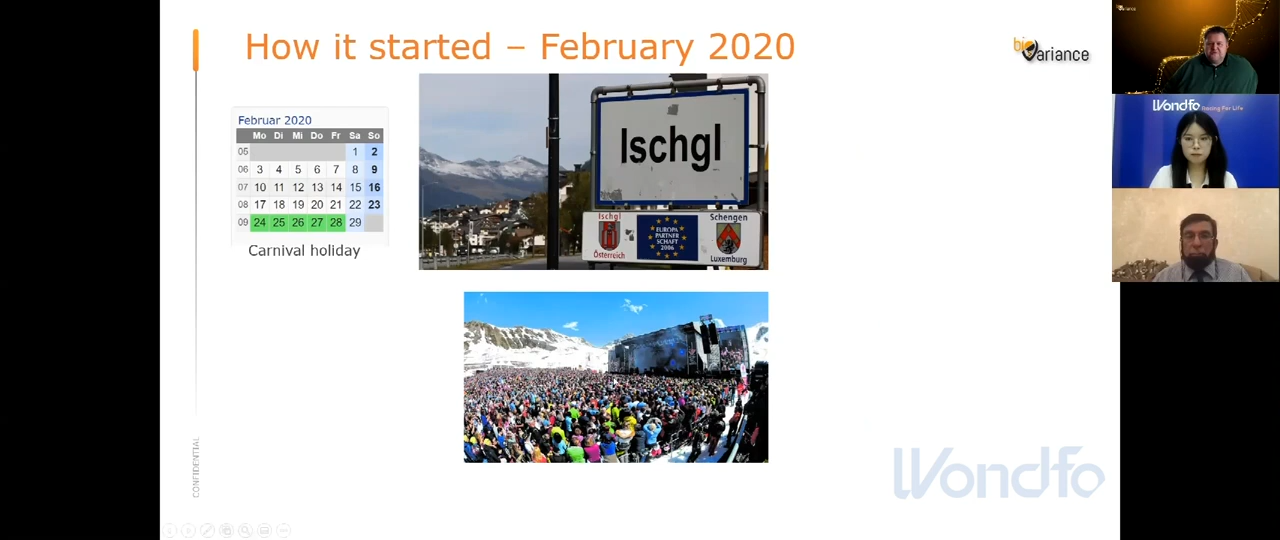 How it started – February 2020
biovariance
Februar 2020
Mo Di Mi Do Fr Sa So
05 1 2
06 3 4 5 6 7 8 9
07 10 11 12 13 14 15 16
08 17 18 19 20 21 22 23
09 24 25 26 27 28 29
Carnival holiday
Ischgl
Ischgl
Österreich
EUROPA
PARTNER
SCHAFT
2006
Schengen
Luxemburg
CONFIDENTIAL
Wondfo
Wondfo Racing For Life